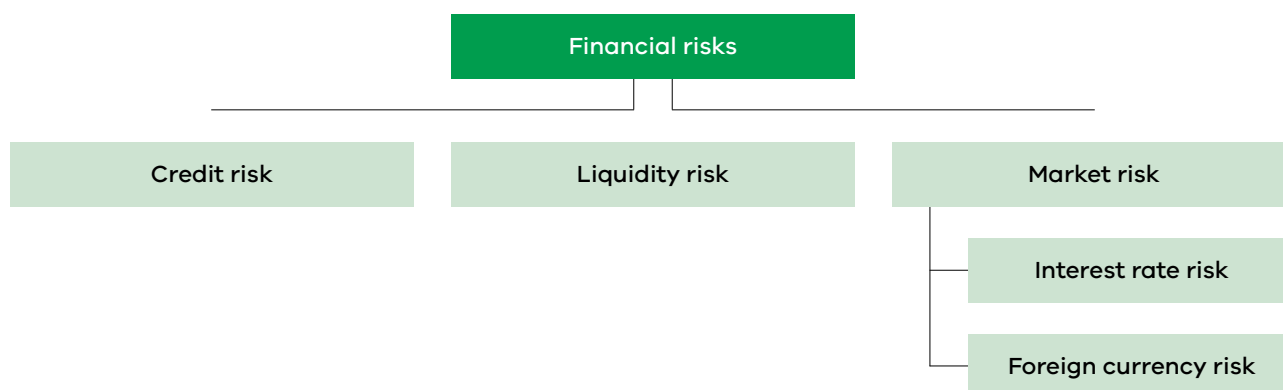 Financial risks
Credit risk
Liquidity risk
Market risk
Interest rate risk
Foreign currency risk